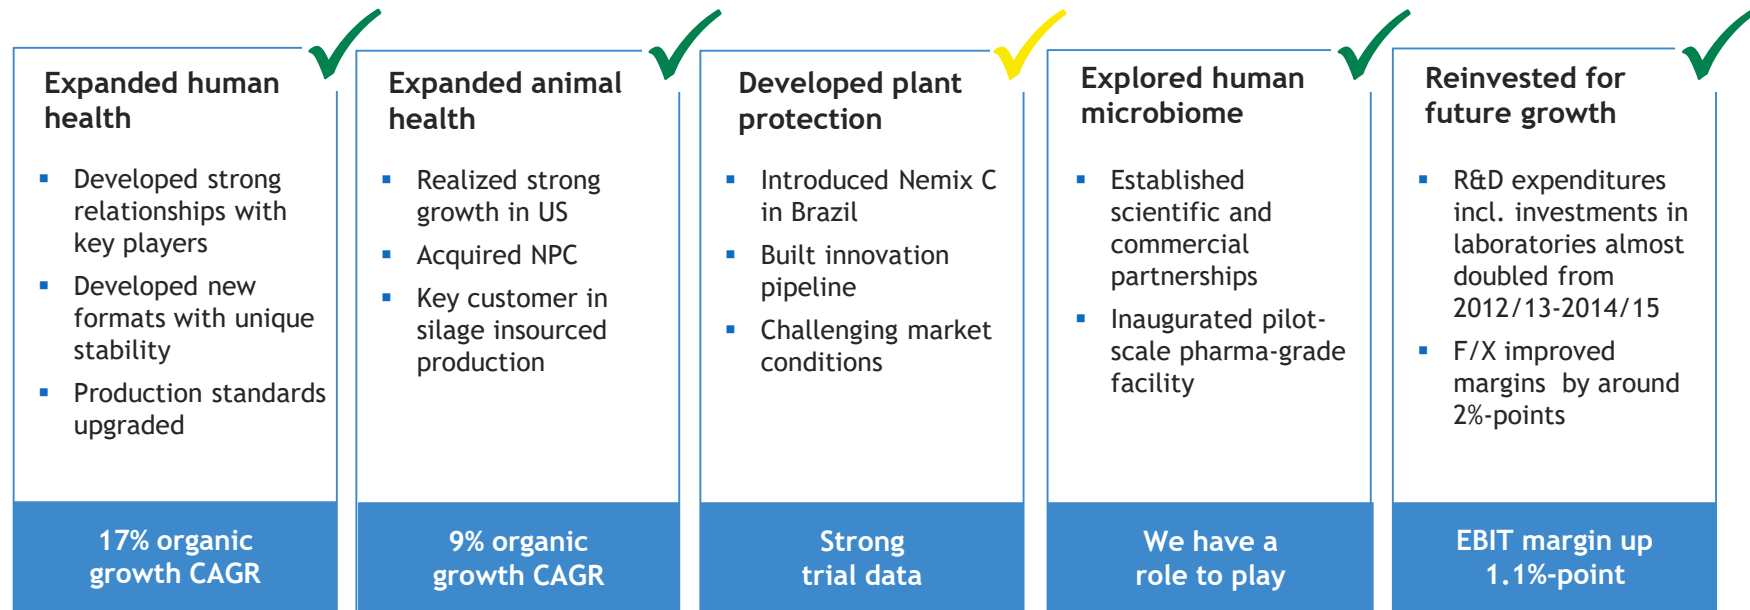 Expanded human
health
▪ Developed strong
relationships with
key players
▪ Developed new
formats with unique
stability
▪ Production standards
upgraded
17% organic
growth CAGR
Expanded animal
health
▪ Realized strong
growth in US
▪ Acquired NPC
▪ Key customer in
silage insourced
production
9% organic
growth CAGR
Developed plant
protection
▪ Introduced Nemix C
in Brazil
▪ Built innovation
pipeline
▪ Challenging market
conditions
Strong
trial data
Explored human
microbiome
▪ Established
scientific and
commercial
partnerships
▪ Inaugurated pilot-
scale pharma-grade
facility
We have a
role to play
Reinvested for
future growth
▪ R&D expenditures
incl. investments in
laboratories almost
doubled from
2012/13-2014/15
▪ F/X improved
margins by around
2%-points
EBIT margin up
1.1%-point